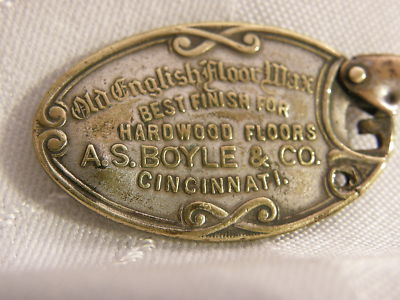 Old English Floor Wax
BEST FINISH FOR
HARDWOOD FLOORS
A.S. BOYLE & CO.
CINCINNATI.